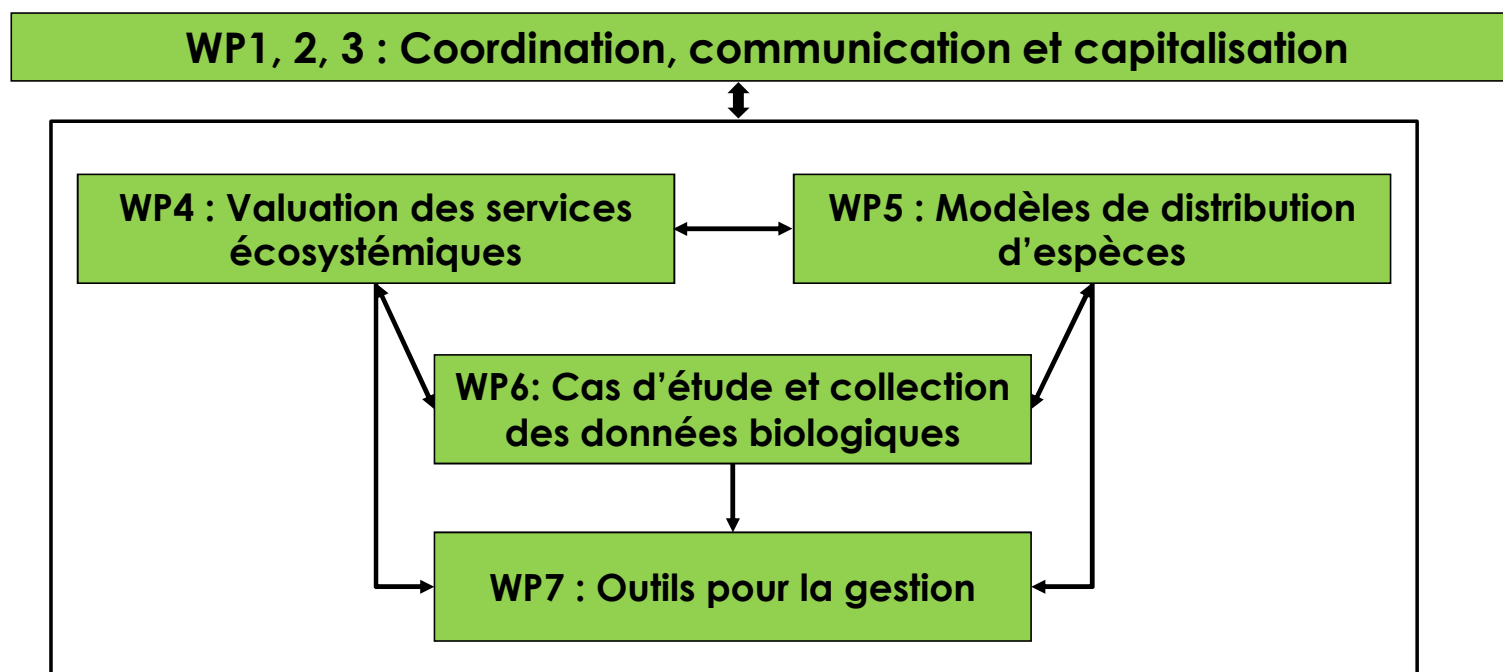 WP1, 2, 3 : Coordination, communication et capitalisation
WP4 : Valuation des services
écosystémiques
WP5 : Modèles de distribution
d’espèces
WP6: Cas d’étude et collection
des données biologiques
WP7 : Outils pour la gestion